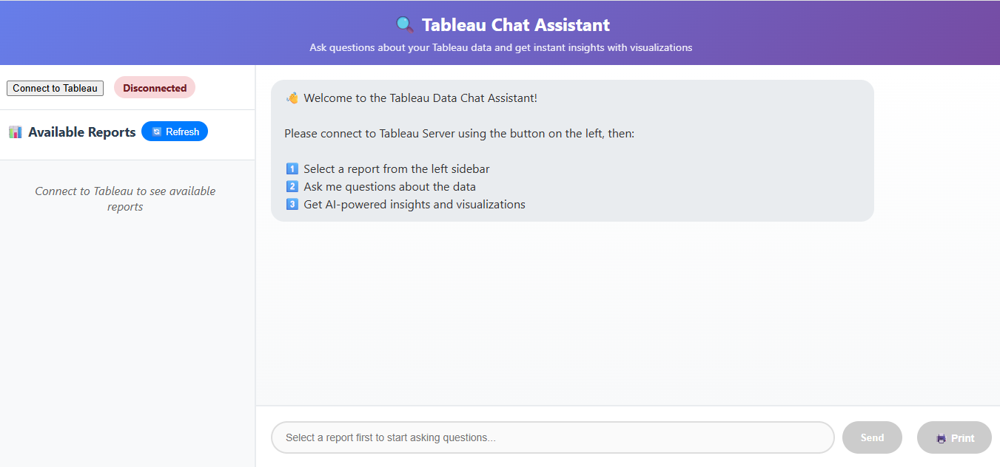 🔍 Tableau Chat Assistant
Ask questions about your Tableau data and get instant insights with visualizations
Connect to Tableau
Disconnected
📊 Available Reports
🔄 Refresh
Connect to Tableau to see available
reports
👋 Welcome to the Tableau Data Chat Assistant!
Please connect to Tableau Server using the button on the left, then:
1️⃣ Select a report from the left sidebar
2️⃣ Ask me questions about the data
3️⃣ Get AI-powered insights and visualizations
Select a report first to start asking questions...
Send
🖨️ Print